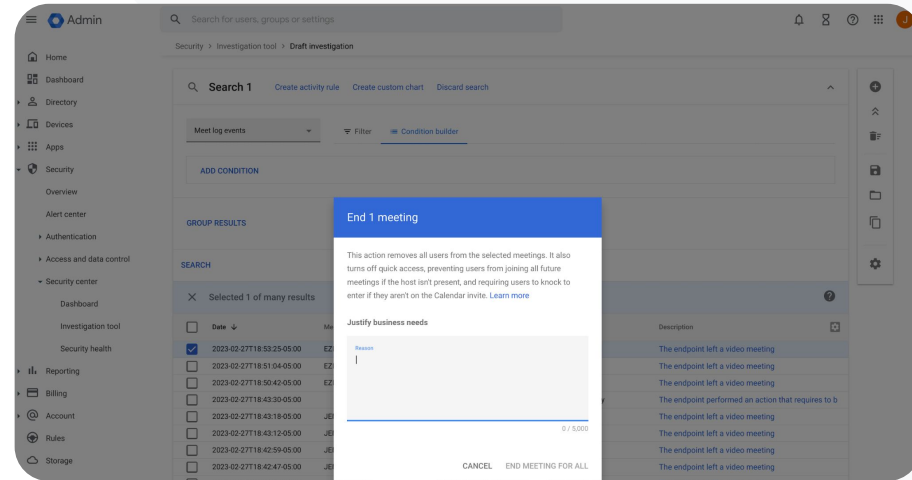 Admin
Search for users, groups or settings
J
Security > Investigation tool > Draft investigation
Home
Dashboard
Directory
Devices
Apps
Security
Overview
Alert center
Authentication
Access and data control
Security center
Dashboard
Investigation tool
Security health
Reporting
Billing
Account
Rules
Storage
Search 1 Create activity rule Create custom chart Discard search
Meet log events Filter Condition builder
ADD CONDITION
GROUP RESULTS
SEARCH
Selected 1 of many results
Date Description
2023-02-27T18:53:25-05:00 The endpoint left a video meeting
2023-02-27T18:51:04-05:00 The endpoint left a video meeting
2023-02-27T18:50:42-05:00 The endpoint left a video meeting
2023-02-27T18:43:30-05:00 The endpoint performed an action that requires to b
2023-02-27T18:43:18-05:00 The endpoint left a video meeting
2023-02-27T18:43:12-05:00 The endpoint left a video meeting
2023-02-27T18:42:59-05:00 The endpoint left a video meeting
2023-02-27T18:42:47-05:00 The endpoint left a video meeting
End 1 meeting
This action removes all users from the selected meetings. It also
turns off quick access, preventing users from joining all future
meetings if the host isn't present, and requiring users to knock to
enter if they aren't on the Calendar invite. Learn more
Justify business needs
Reason
0 / 5,000
CANCEL END MEETING FOR ALL